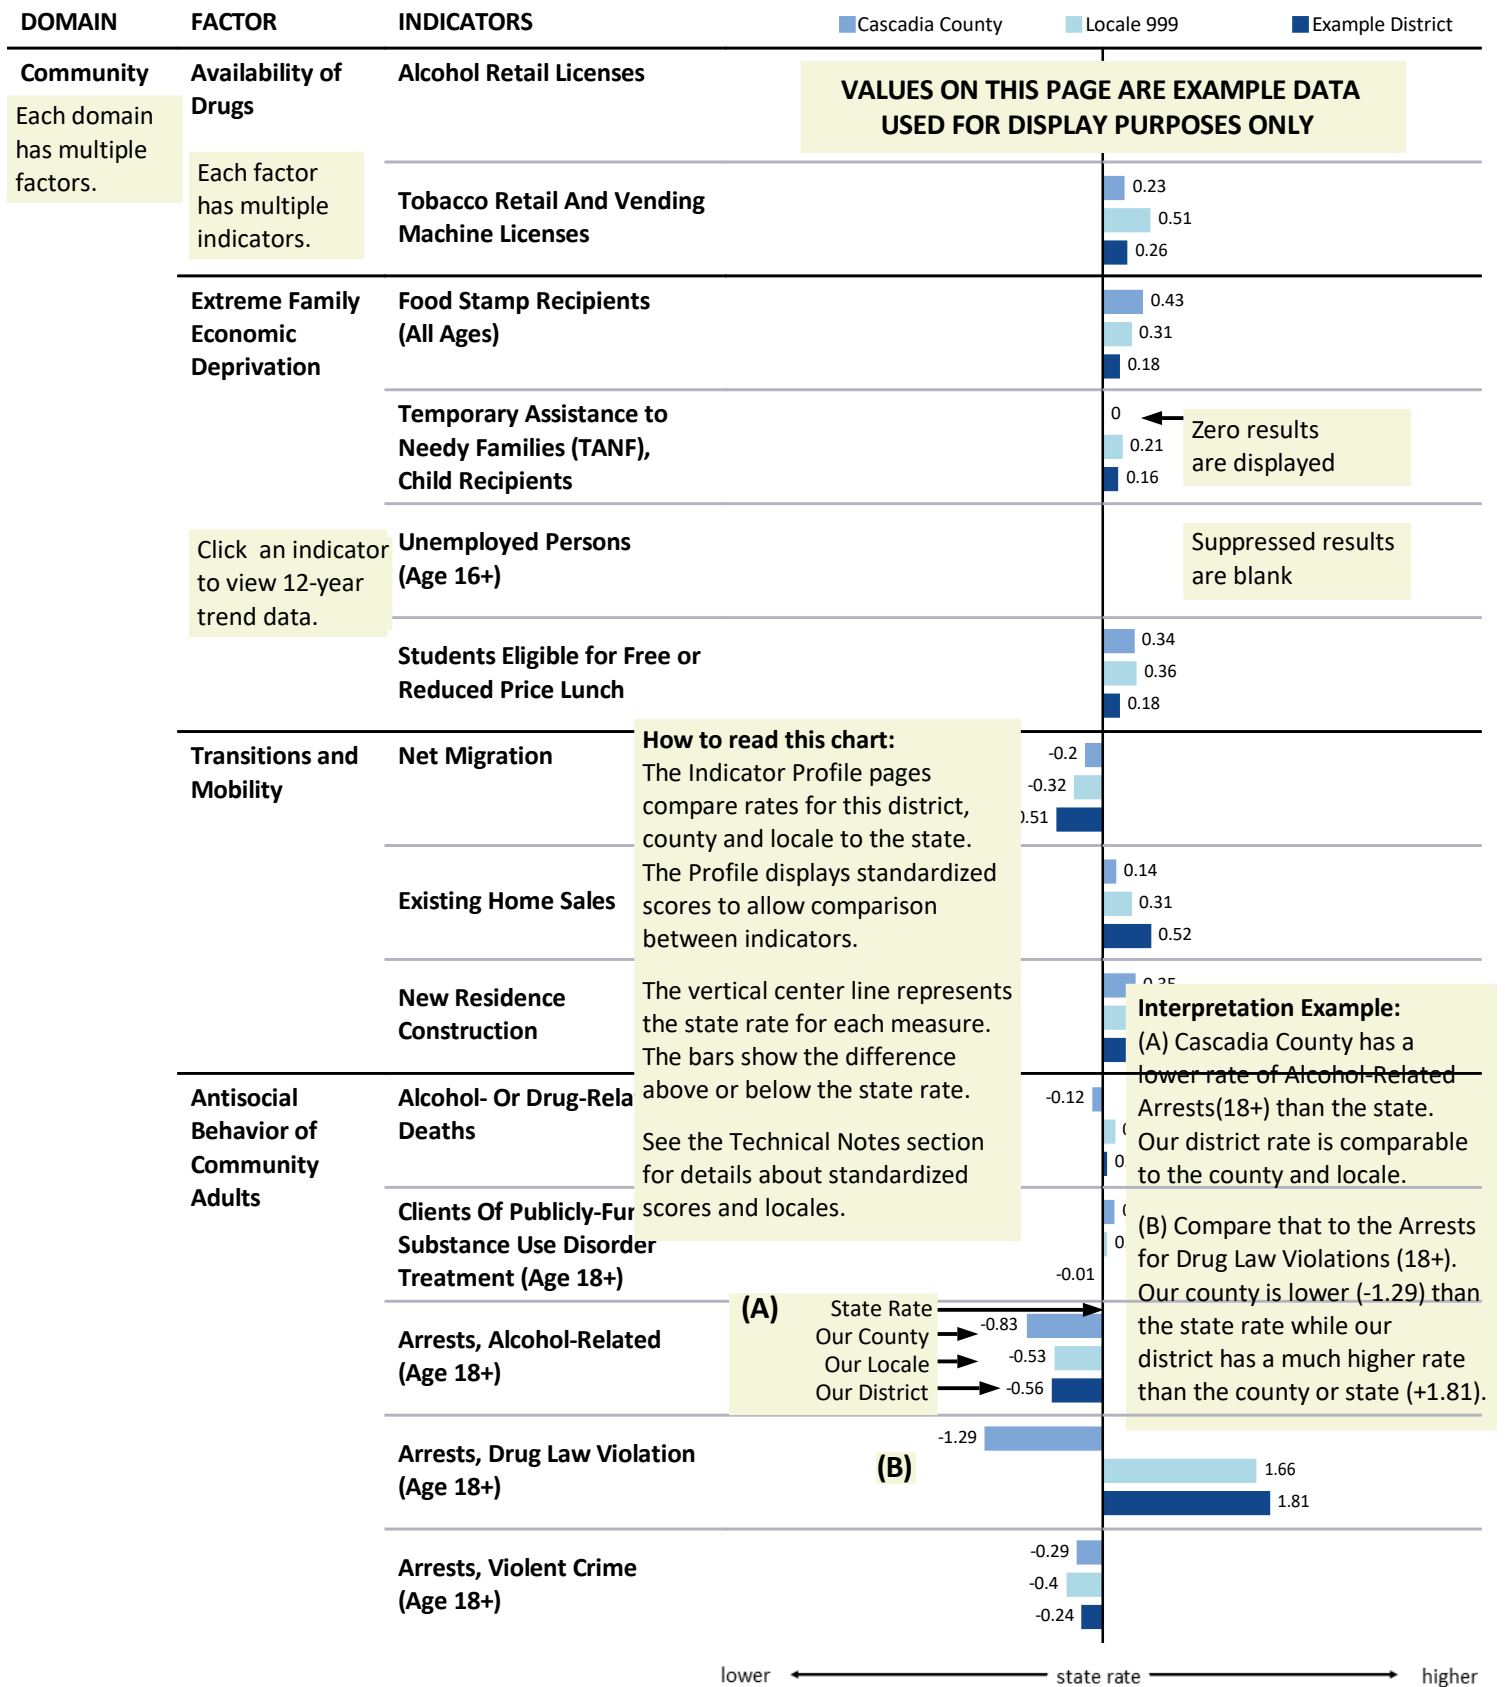 DOMAIN FACTOR INDICATORS Cascadia County Locale 999 Example District
Community
Each domain
has multiple
factors.
Availability of
Drugs
Each factor
has multiple
indicators.
Alcohol Retail Licenses
VALUES ON THIS PAGE ARE EXAMPLE DATA
USED FOR DISPLAY PURPOSES ONLY
Tobacco Retail And Vending
Machine Licenses
0.23
0.51
0.26
Extreme Family
Economic
Deprivation
Food Stamp Recipients
(All Ages)
0.43
0.31
0.18
Temporary Assistance to
Needy Families (TANF),
Child Recipients
0
0.21
0.16
Zero results
are displayed
Click an indicator
to view 12-year
trend data.
Unemployed Persons
(Age 16+)
Suppressed results
are blank
Students Eligible for Free or
Reduced Price Lunch
0.34
0.36
0.18
Transitions and
Mobility
Net Migration
-0.2
-0.32
.51
How to read this chart:
The Indicator Profile pages
compare rates for this district,
county and locale to the state.
The Profile displays standardized
scores to allow comparison
between indicators.
The vertical center line represents
the state rate for each measure.
The bars show the difference
above or below the state rate.
See the Technical Notes section
for details about standardized
scores and locales.
Existing Home Sales
0.14
0.31
0.52
New Residence
Construction
Interpretation Example:
(A) Cascadia County has a
lower rate of Alcohol-Related
Arrests(18+) than the state.
Our district rate is comparable
to the county and locale.
(B) Compare that to the Arrests
for Drug Law Violations (18+).
Our county is lower (-1.29) than
the state rate while our
district has a much higher rate
than the county or state (+1.81).
Antisocial
Behavior of
Community
Adults
Alcohol- Or Drug-Rela
Deaths
-0.12
0.
Clients Of Publicly-Fu
Substance Use Disorder
Treatment (Age 18+)
0.
-0.01
Arrests, Alcohol-Related
(Age 18+)
(A)
State Rate
Our County
Our Locale
Our District
-0.83
-0.53
-0.56
Arrests, Drug Law Violation
(Age 18+)
(B)
-1.29
1.66
1.81
Arrests, Violent Crime
(Age 18+)
-0.29
-0.4
-0.24
lower state rate higher